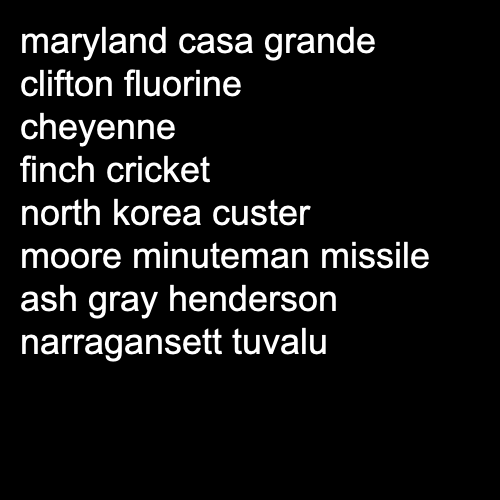 maryland casa grande
clifton fluorine
cheyenne
finch cricket
north korea custer
moore minuteman missile
ash gray henderson
narragansett tuvalu